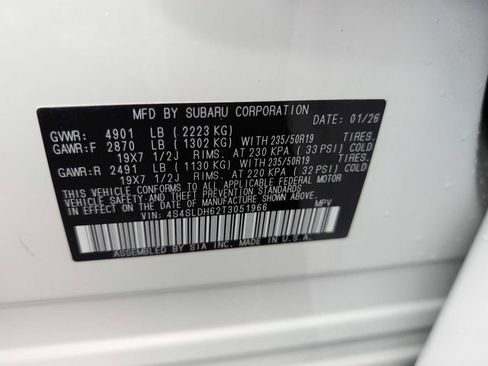 MFD BY SUBARU CORPORATION DATE: 01/26
GVWR: 4901 LB ( 2223 KG)
GAWR:F 2870 LB ( 1302 KG) WITH 235/50R19 TIRES.
19X7 1/2J RIMS. AT 230 KPA ( 33 PSI) COLD
GAWR:R 2491 LB ( 1130 KG) WITH 235/50R19 TIRES.
19X7 1/2J RIMS. AT 220 KPA ( 32 PSI) COLD
THIS VEHICLE CONFORMS TO ALL APPLICABLE FEDERAL MOTOR
VEHICLE SAFETY AND THEFT PREVENTION STANDARDS
IN EFFECT ON THE DATE OF MANUFACTURE SHOWN ABOVE.
VIN: 4S4SLDH62T3051966 MPV
ASSEMBLED BY SIA INC. MADE IN U.S.A.